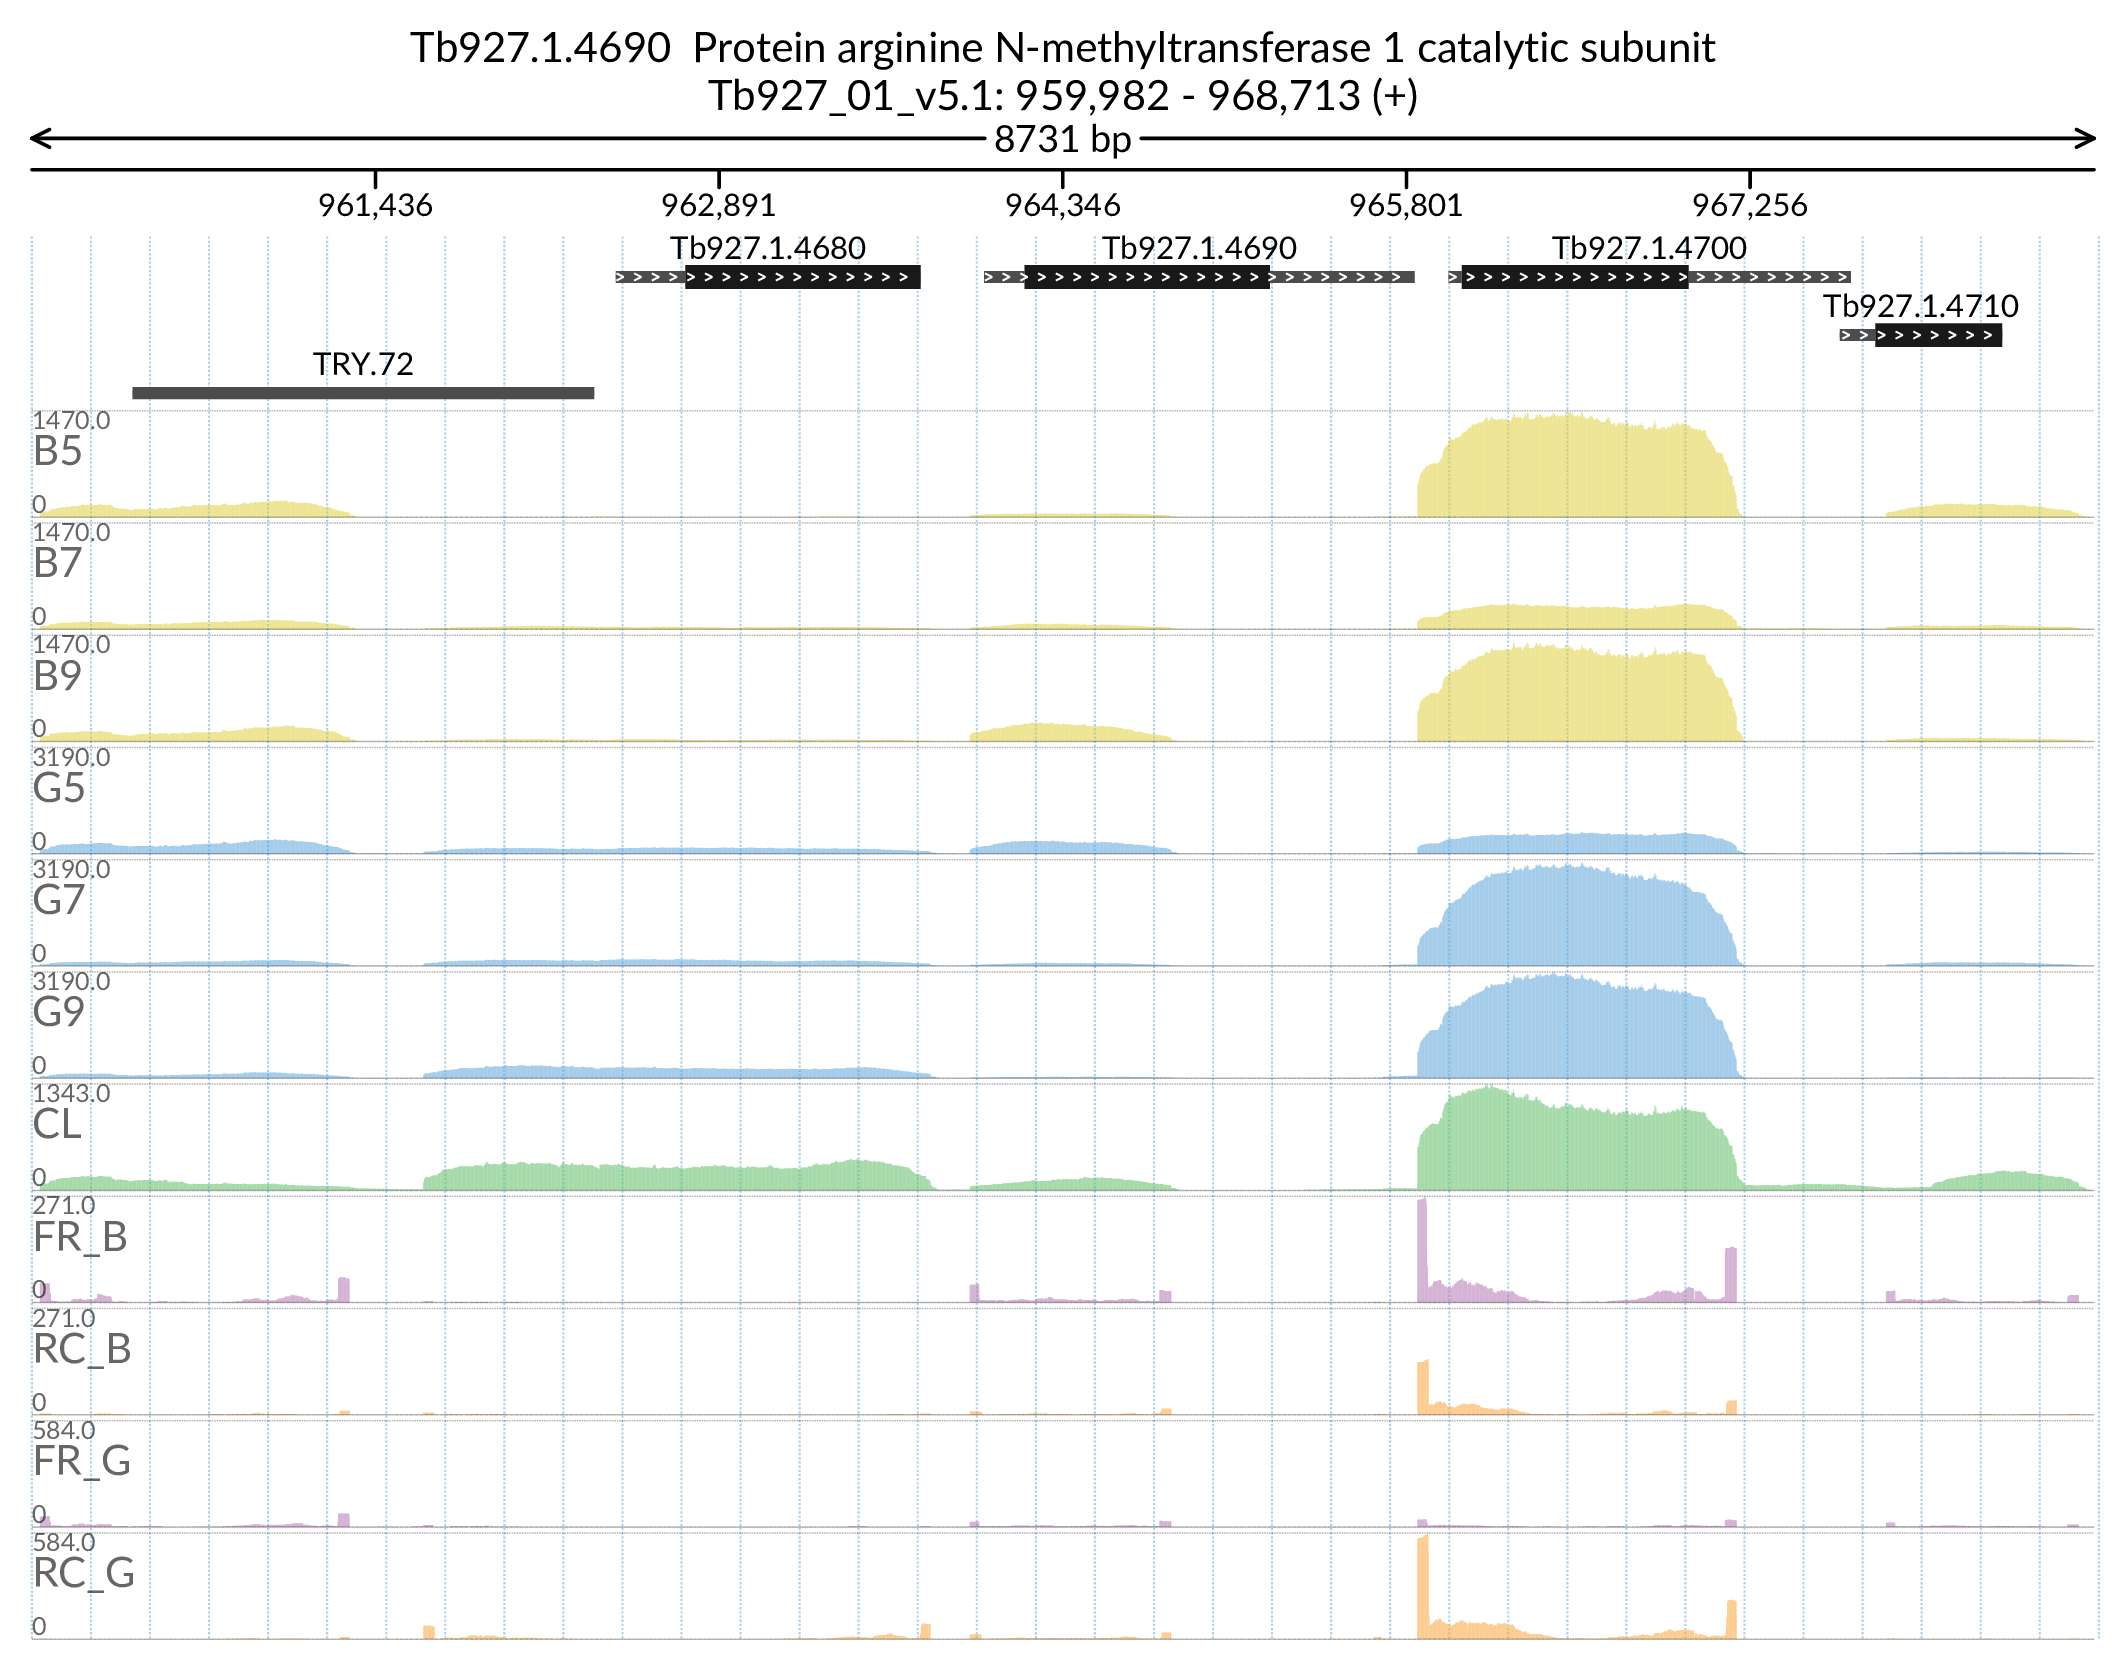 Tb927.1.4690  Protein arginine N-methyltransferase 1 catalytic subunit
Tb927_01_v5.1: 959,982 - 968,713 (+)
8731 bp
961,436 962,891 964,346 965,801 967,256
Tb927.1.4680 Tb927.1.4690 Tb927.1.4700
Tb927.1.4710
TRY.72
1470.0
B5
0
1470.0
B7
0
1470.0
B9
0
3190.0
G5
0
3190.0
G7
0
3190.0
G9
0
1343.0
CL
0
271.0
FR_B
0
271.0
RC_B
0
584.0
FR_G
0
584.0
RC_G
0